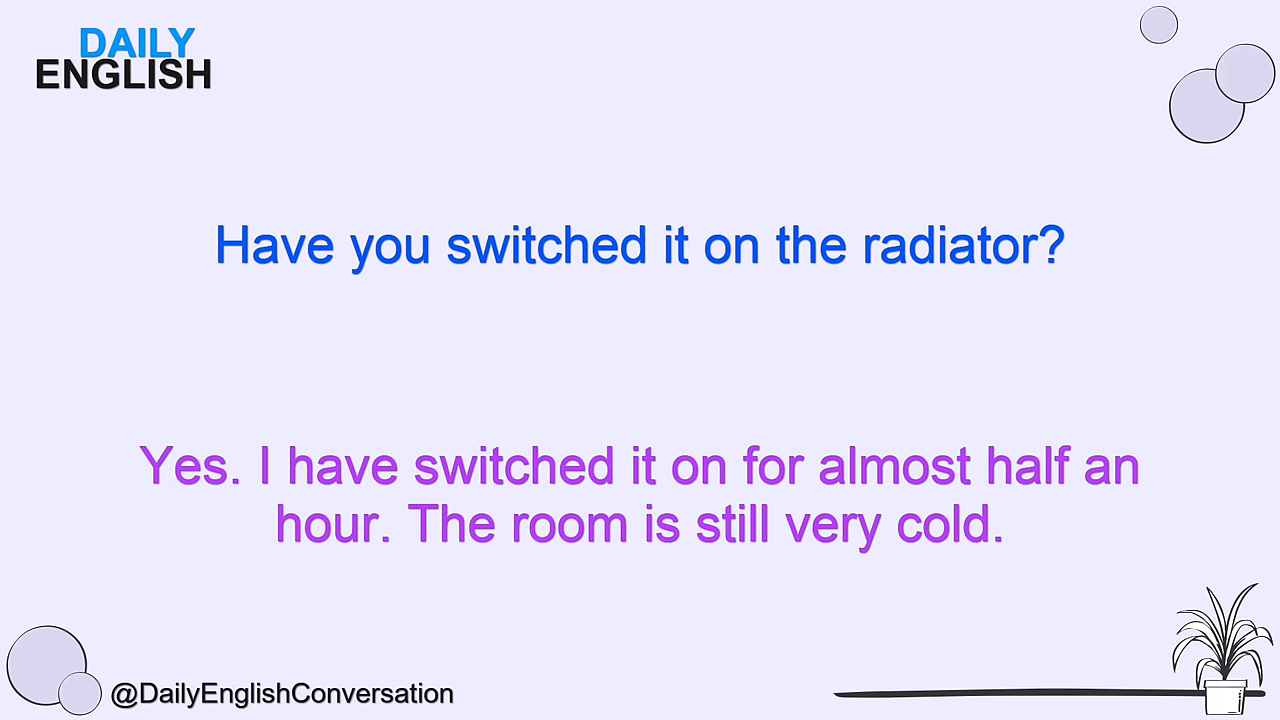 DAILY
ENGLISH
Have you switched it on the radiator?
Yes. I have switched it on for almost half an
hour. The room is still very cold.
@DailyEnglishConversation